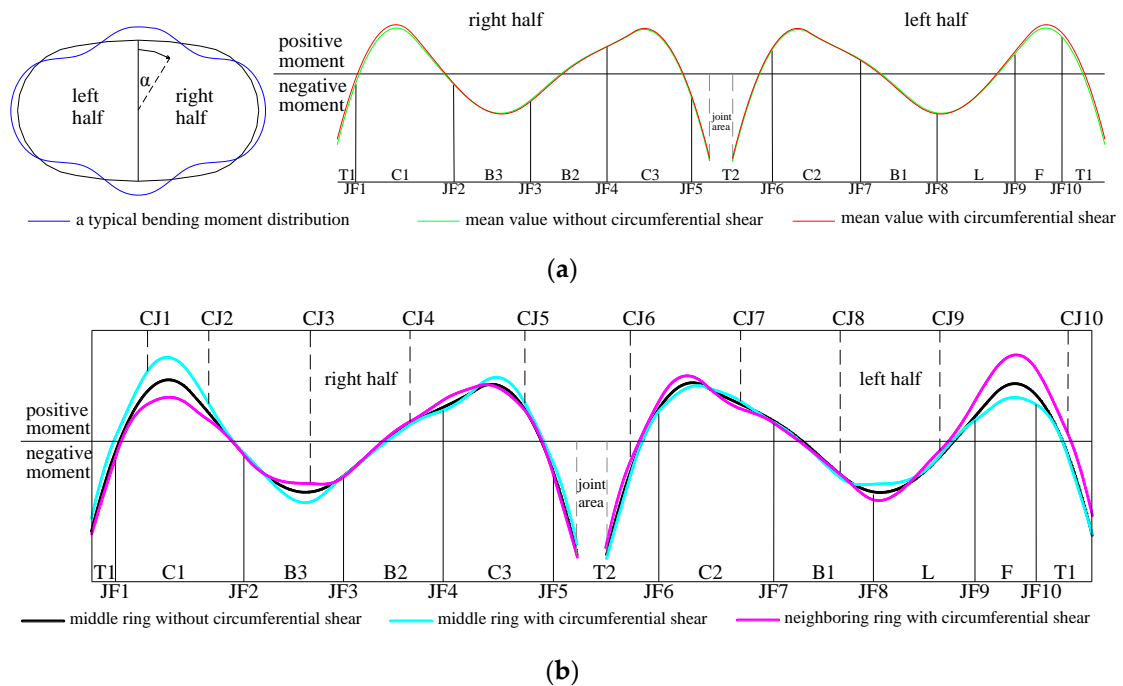 (a)
right half
left half
positive
moment
negative
moment
α
left
half
right
half
joint
area
T1 C1 B3 B2 C3 T2 C2 B1 L F T1
JF1 JF2 JF3 JF4 JF5 JF6 JF7 JF8 JF9 JF10
a typical bending moment distribution
mean value without circumferential shear
mean value with circumferential shear
(a)
CJ1 CJ2 CJ3 CJ4 CJ5 CJ6 CJ7 CJ8 CJ9 CJ10
right half
left half
positive
moment
negative
moment
joint
area
T1 C1 B3 B2 C3 T2 C2 B1 L F T1
JF1 JF2 JF3 JF4 JF5 JF6 JF7 JF8 JF9 JF10
middle ring without circumferential shear
middle ring with circumferential shear
neighboring ring with circumferential shear
(b)